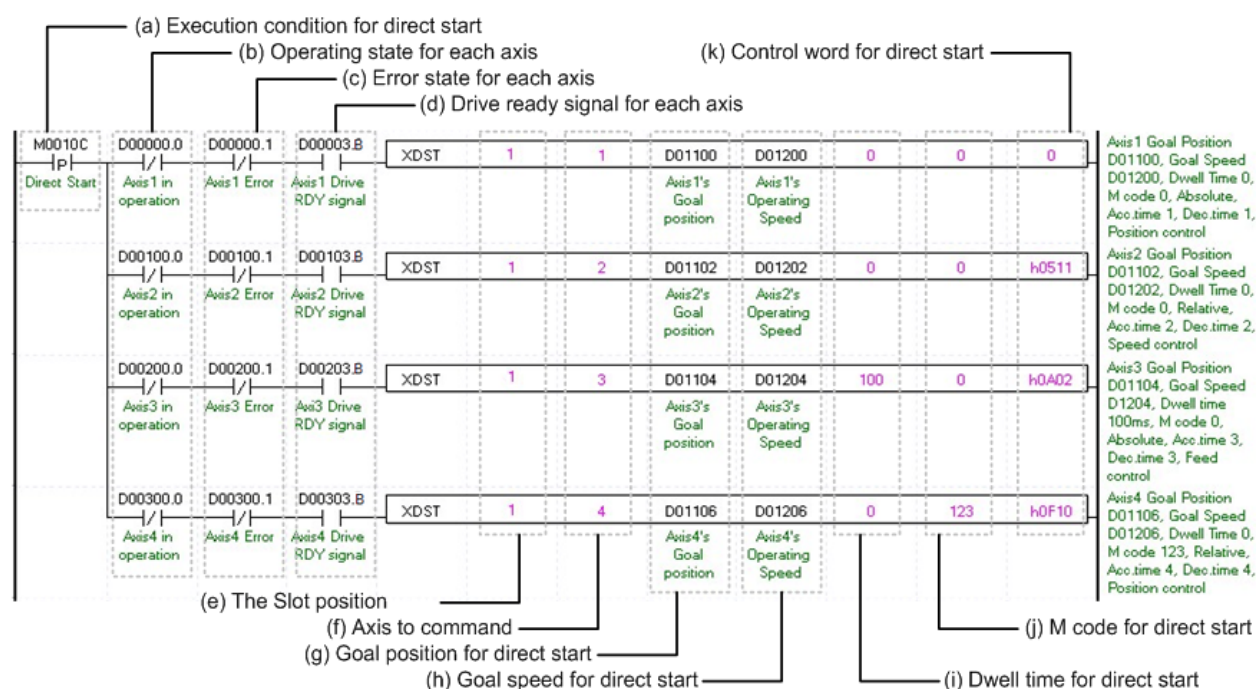 (a) Execution condition for direct start
(b) Operating state for each axis
(k) Control word for direct start
(c) Error state for each axis
(d) Drive ready signal for each axis
M0010C D00000.0 D00000.1 D00003.B
P
XDST 1 1 D01100 D01200 0 0 0
Direct Start
Axis1 in
operation
Axis1 Error
Axis1 Drive
RDY signal
Axis1's
Goal
position
Axis1's
Operating
Speed
Axis1 Goal Position
D01100, Goal Speed
D01200, Dwell Time 0,
M code 0, Absolute,
Acc.time 1, Dec.time 1,
Position control
D00100.0 D00100.1 D00103.B
XDST 1 2 D01102 D01202 0 0 h0511
Axis2 in
operation
Axis2 Error
Axis2 Drive
RDY signal
Axis2's
Goal
position
Axis2's
Operating
Speed
Axis2 Goal Position
D01102, Goal Speed
D01202, Dwell Time 0,
M code 0, Relative,
Acc.time 2, Dec.time 2,
Speed control
D00200.0 D00200.1 D00203.B
XDST 1 3 D01104 D01204 100 0 h0A02
Axis3 in
operation
Axis3 Error
Axi3 Drive
RDY signal
Axis3's
Goal
position
Axis3's
Operating
Speed
Axis3 Goal Position
D01104, Goal Speed
D1204, Dwell time
100ms, M code 0,
Absolute, Acc.time 3,
Dec.time 3, Feed
control
D00300.0 D00300.1 D00303.B
XDST 1 4 D01106 D01206 0 123 h0F10
Axis4 in
operation
Axis4 Error
Axis4 Drive
RDY signal
Axis4's
Goal
position
Axis4's
Operating
Speed
Axis4 Goal Position
D01106, Goal Speed
D01206, Dwell Time 0,
M code 123, Relative,
Acc.time 4, Dec.time 4,
Position control
(e) The Slot position
(f) Axis to command
(j) M code for direct start
(g) Goal position for direct start
(h) Goal speed for direct start
(i) Dwell time for direct start